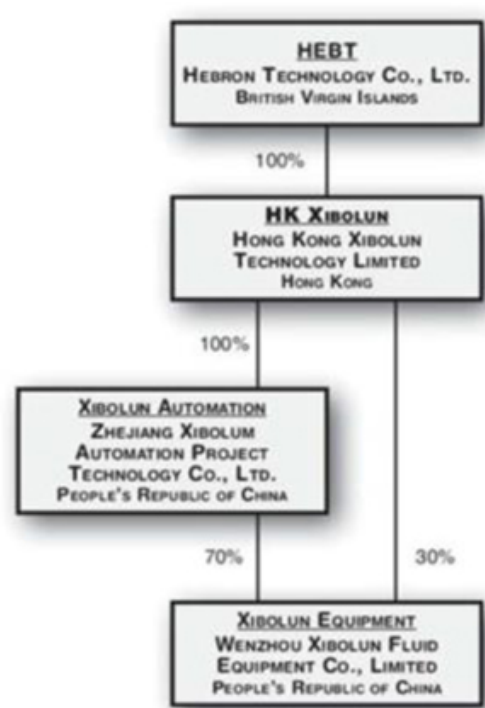 HEBT
HEBRON TECHNOLOGY CO., LTD.
BRITISH VIRGIN ISLANDS
100%
HK XIBOLUN
HONG KONG XIBOLUN
TECHNOLOGY LIMITED
HONG KONG
100%
XIBOLUN AUTOMATION
ZHEJIANG XIBOLUM
AUTOMATION PROJECT
TECHNOLOGY CO., LTD.
PEOPLE'S REPUBLIC OF CHINA
70%
30%
XIBOLUN EQUIPMENT
WENZHOU XIBOLUN FLUID
EQUIPMENT CO., LIMITED
PEOPLE'S REPUBLIC OF CHINA